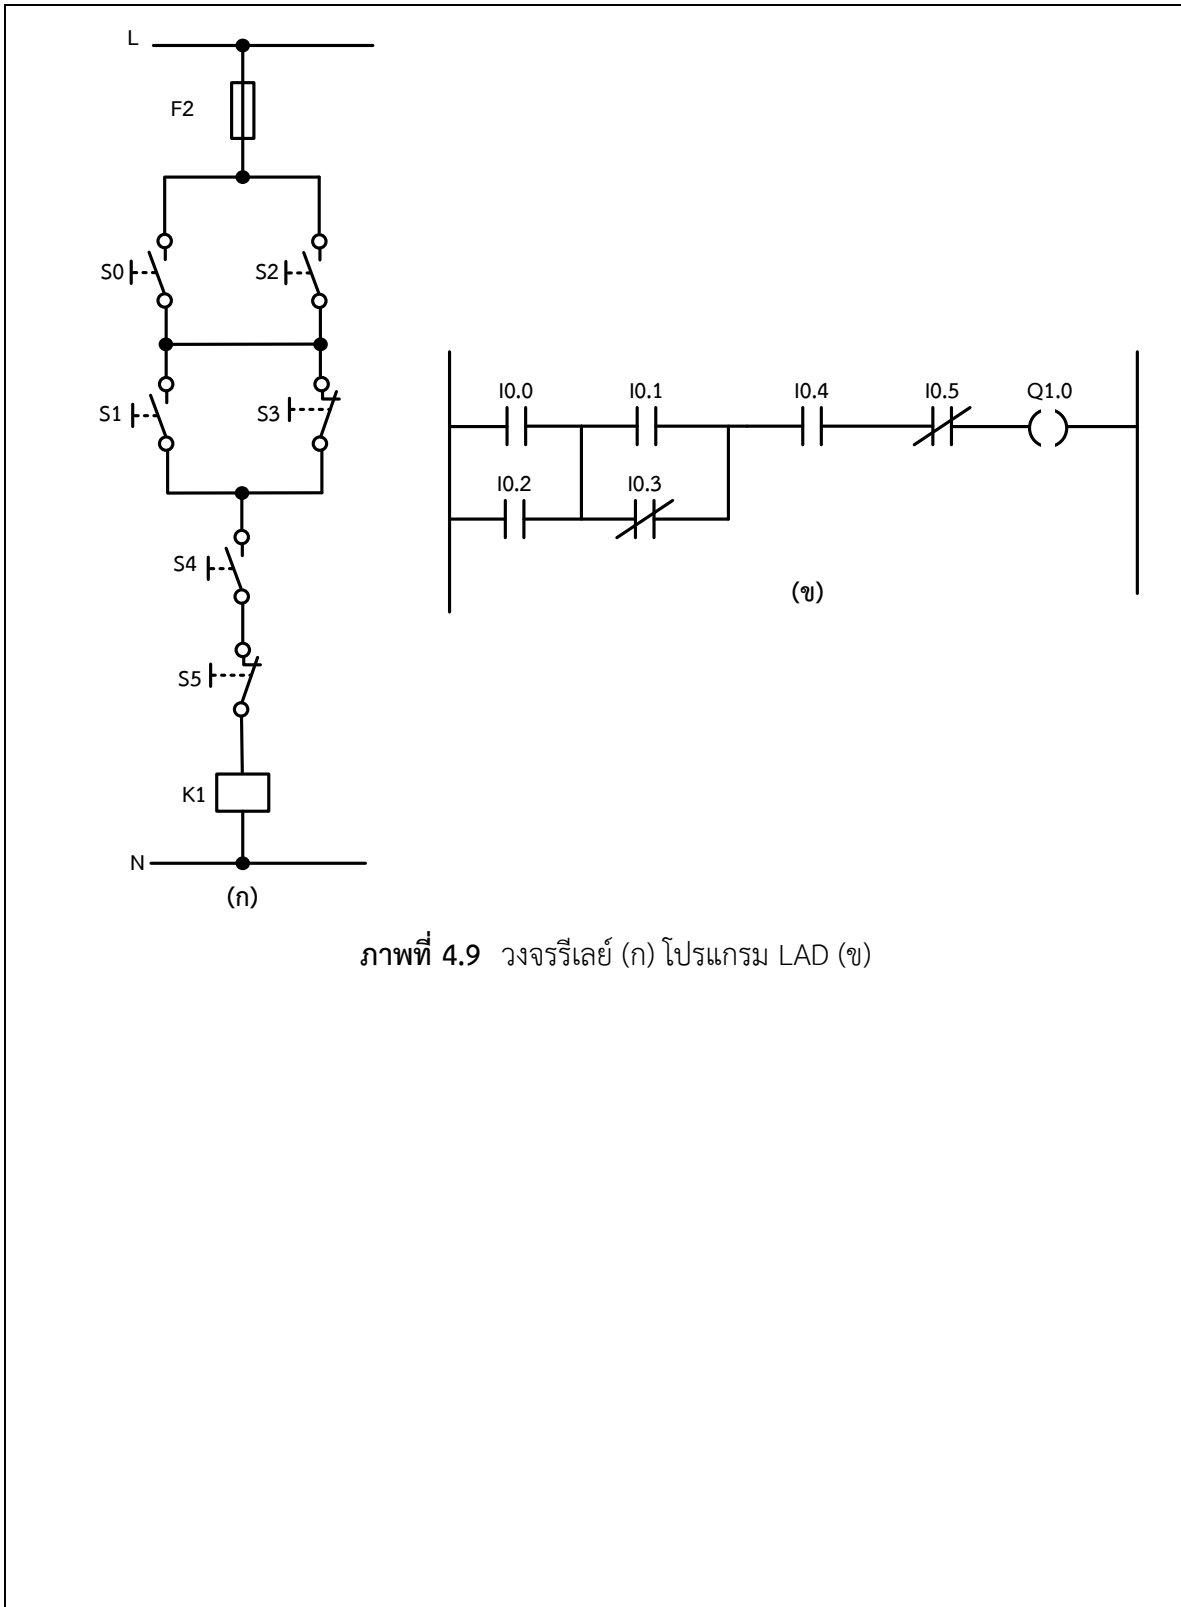 L
F2
S0
S2
S1
S3
S4
S5
K1
N
(ก)
I0.0
I0.1
I0.4
I0.5
Q1.0
I0.2
I0.3
(ข)
ภาพที่ 4.9 วงจรรีเลย์ (ก) โปรแกรม LAD (ข)